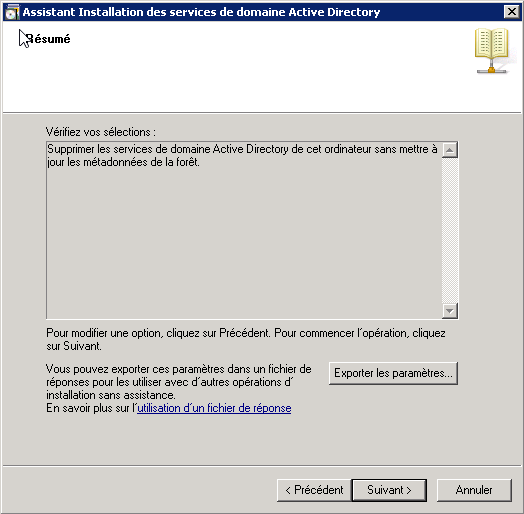 Assistant Installation des services de domaine Active Directory
Résumé
Vérifiez vos sélections :
Supprimer les services de domaine Active Directory de cet ordinateur sans mettre à
jour les métadonnées de la forêt.
Pour modifier une option, cliquez sur Précédent. Pour commencer l'opération, cliquez
sur Suivant.
Vous pouvez exporter ces paramètres dans un fichier de
réponses pour les utiliser avec d'autres opérations d'
installation sans assistance.
En savoir plus sur l'utilisation d'un fichier de réponse
Exporter les paramètres...
< Précédent
Suivant >
Annuler